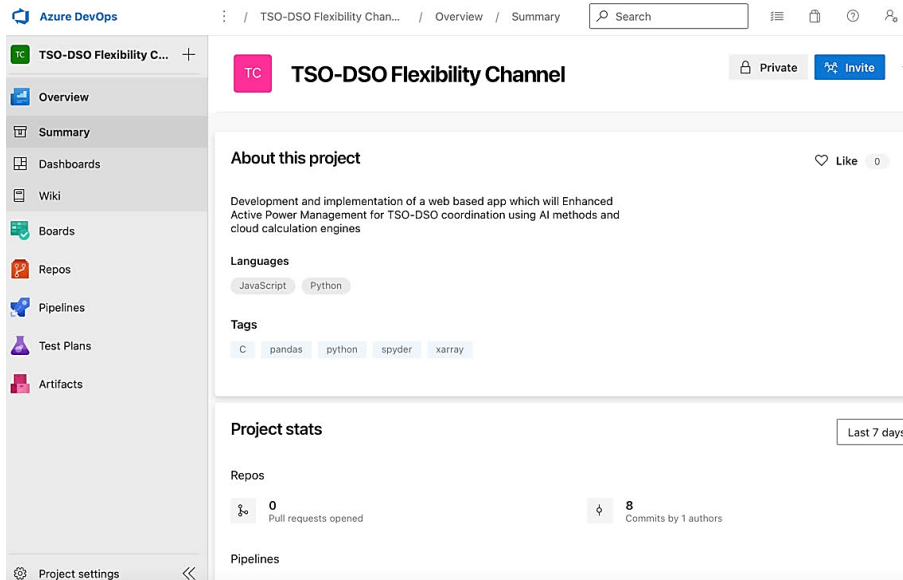 Azure DevOps
/ TSO-DSO Flexibility Chan... / Overview / Summary
Search
TC TSO-DSO Flexibility C... +
Overview
Summary
Dashboards
Wiki
Boards
Repos
Pipelines
Test Plans
Artifacts
Project settings
TC TSO-DSO Flexibility Channel
Private
Invite
About this project
Like 0
Development and implementation of a web based app which will Enhanced
Active Power Management for TSO-DSO coordination using AI methods and
cloud calculation engines
Languages
JavaScript Python
Tags
C pandas python spyder xarray
Project stats
Last 7 days
Repos
0
Pull requests opened
8
Commits by 1 authors
Pipelines